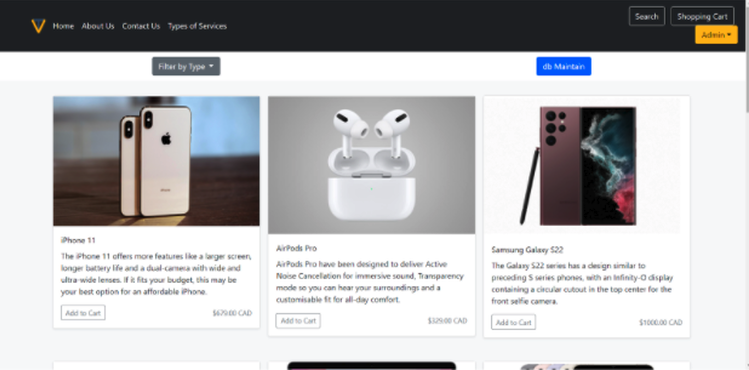 Home About Us Contact Us Types of Services
Search Shopping Cart
Admin
Filter by Type
db Maintain
iPhone 11
The iPhone 11 offers more features like a larger screen,
longer battery life and a dual-camera with wide and
ultra-wide lenses. If it fits your budget, this may be
your best option for an affordable iPhone.
Add to Cart $679.00 CAD
AirPods Pro
AirPods Pro have been designed to deliver Active
Noise Cancellation for immersive sound, Transparency
mode so you can hear your surroundings and a
customisable fit for all-day comfort.
Add to Cart $329.00 CAD
Samsung Galaxy S22
The Galaxy S22 series has a design similar to
preceding S series phones, with an Infinity-O display
containing a circular cutout in the top center for the
front selfie camera.
Add to Cart $1000.00 CAD